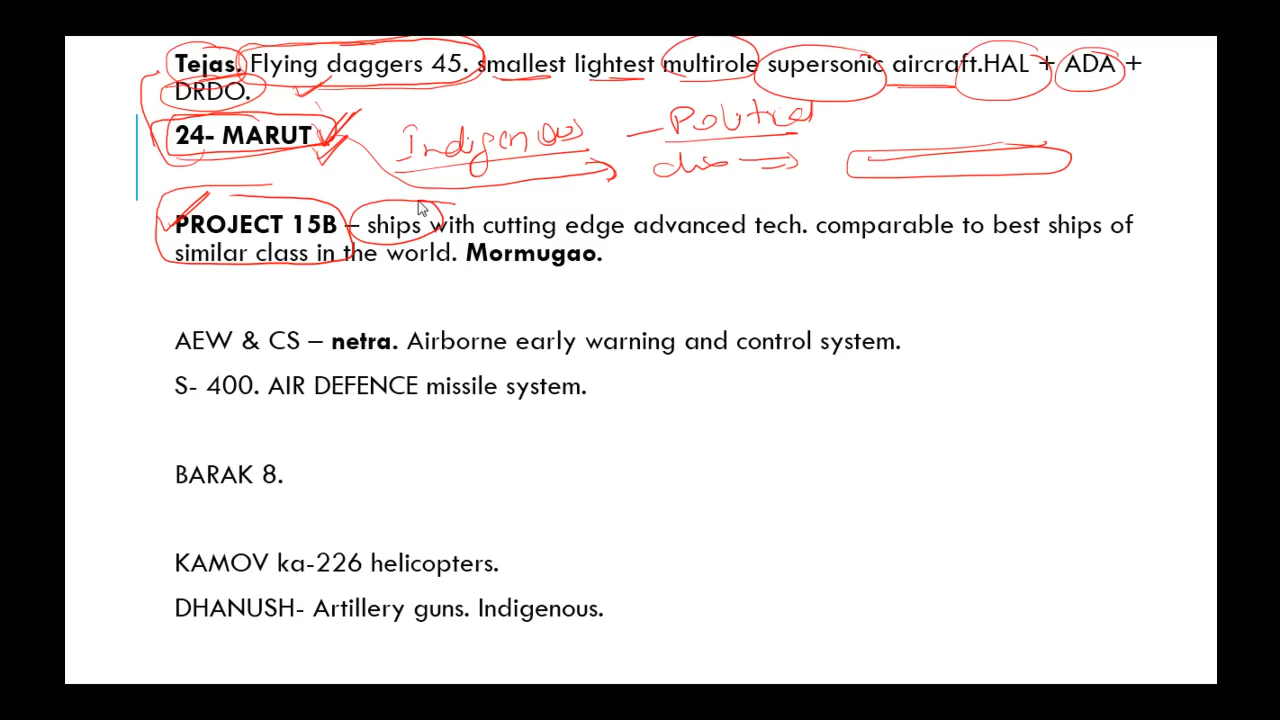 Tejas. Flying daggers 45. smallest lightest multirole supersonic aircraft.HAL + ADA +
DRDO.
24- MARUT Indigenous - Political
PROJECT 15B – ships with cutting edge advanced tech. comparable to best ships of
similar class in the world. Mormugao.
AEW & CS – netra. Airborne early warning and control system.
S- 400. AIR DEFENCE missile system.
BARAK 8.
KAMOV ka-226 helicopters.
DHANUSH- Artillery guns. Indigenous.